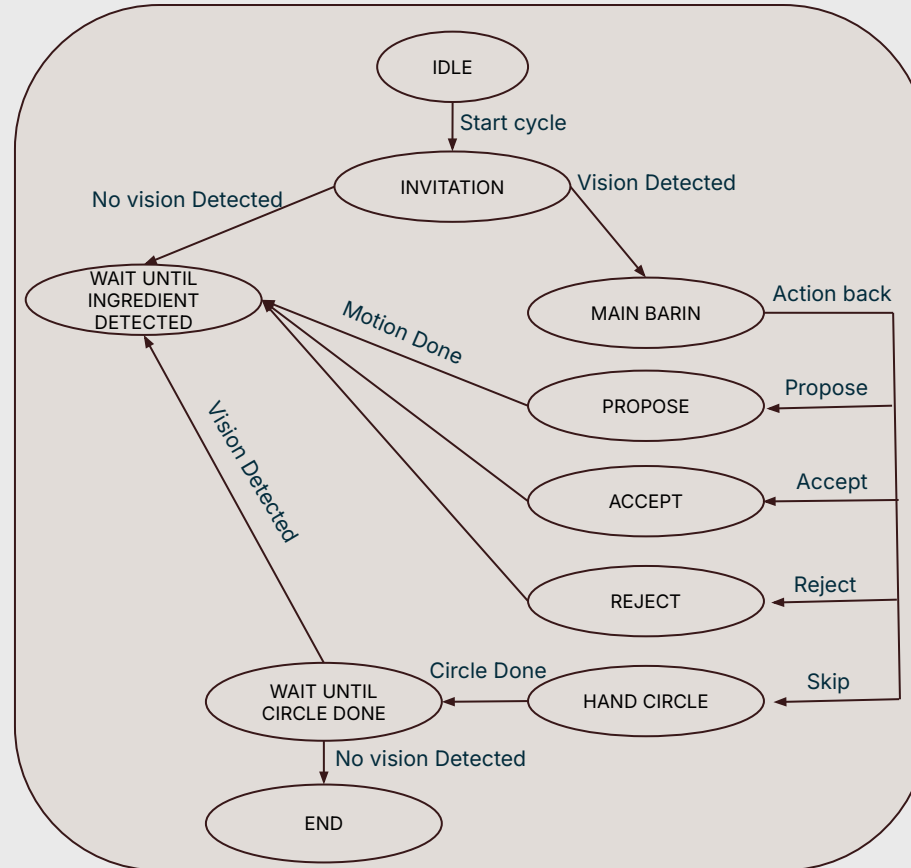 IDLE
Start cycle
INVITATION
No vision Detected
Vision Detected
WAIT UNTIL
INGREDIENT
DETECTED
MAIN BARIN
Action back
Motion Done
PROPOSE
Propose
Vision Detected
ACCEPT
Accept
REJECT
Reject
WAIT UNTIL
CIRCLE DONE
Circle Done
HAND CIRCLE
Skip
No vision Detected
END